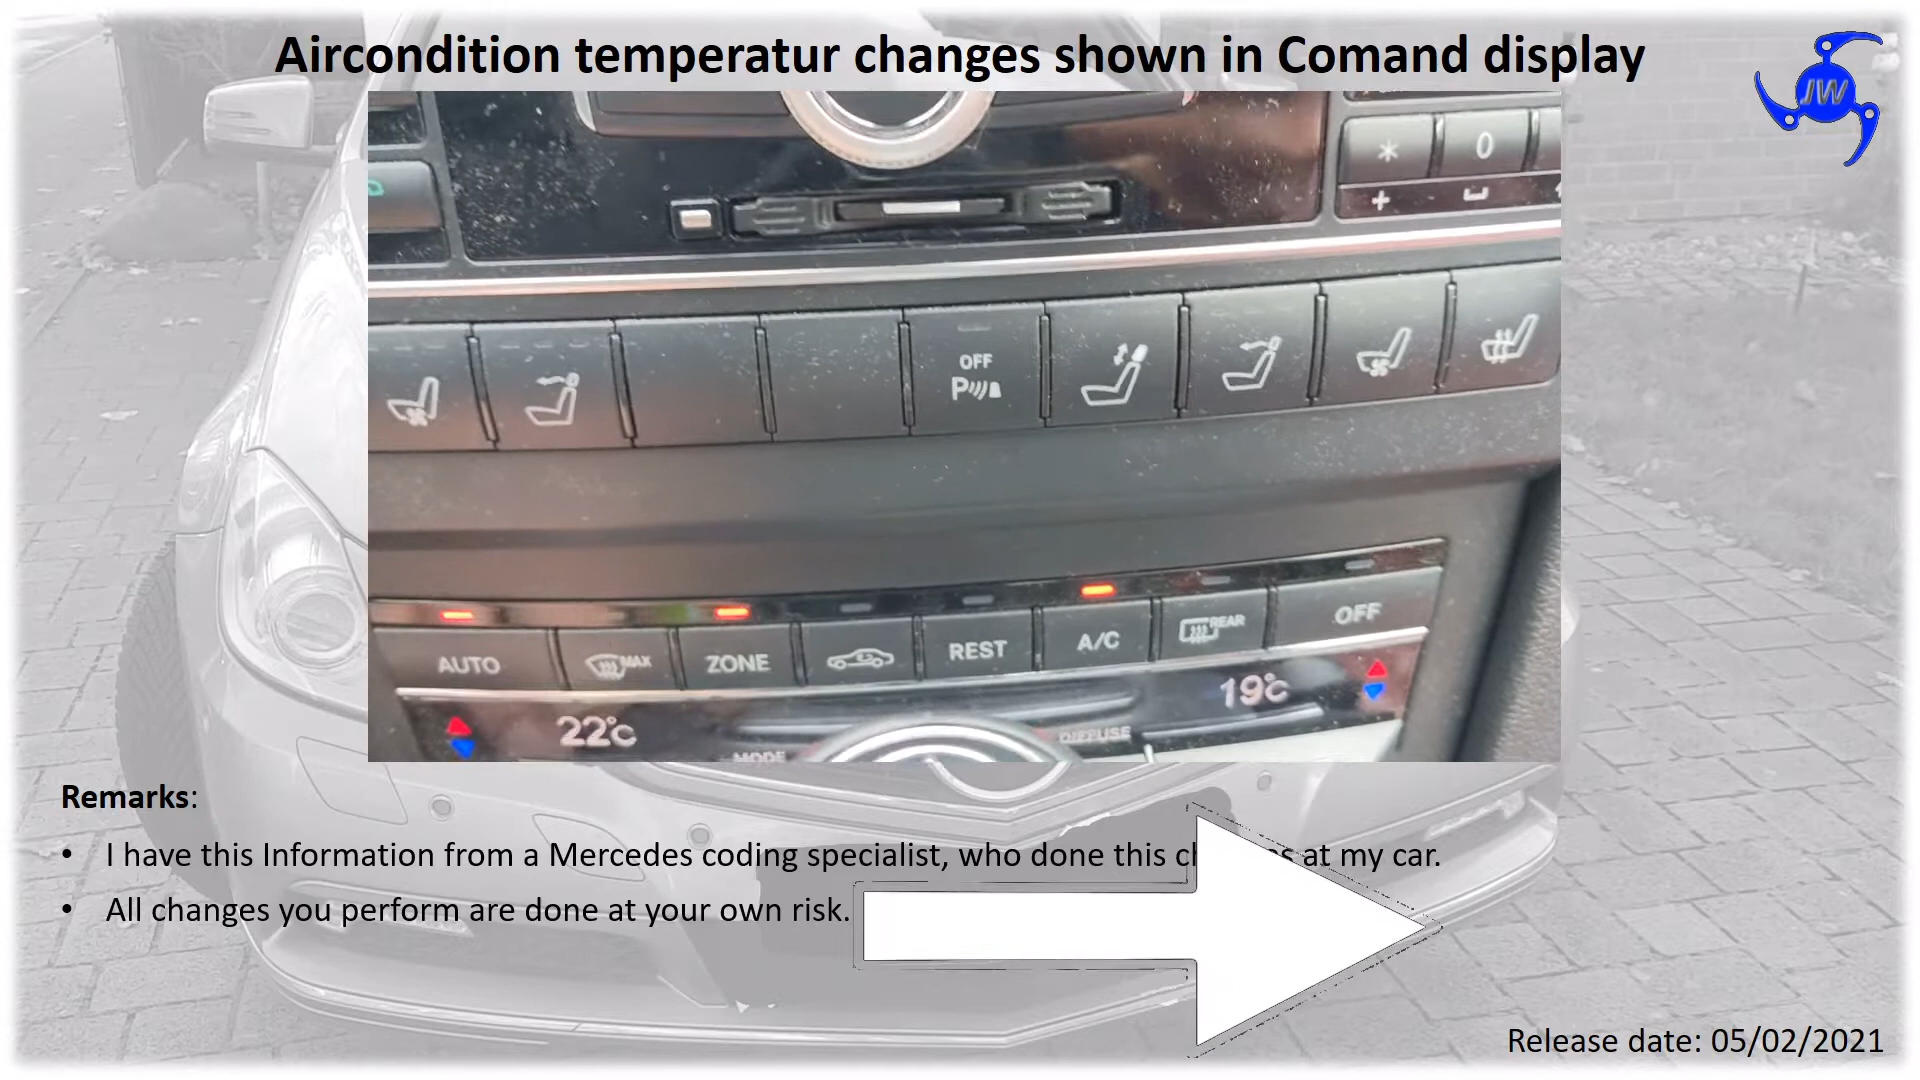 Aircondition temperatur changes shown in Comand display
JW
* 0
+
OFF
P
AUTO MAX ZONE REST A/C REAR OFF
22°C 19°C
MODE DIFFUSE
Remarks:
• I have this Information from a Mercedes coding specialist, who done this at my car.
• All changes you perform are done at your own risk.
Release date: 05/02/2021